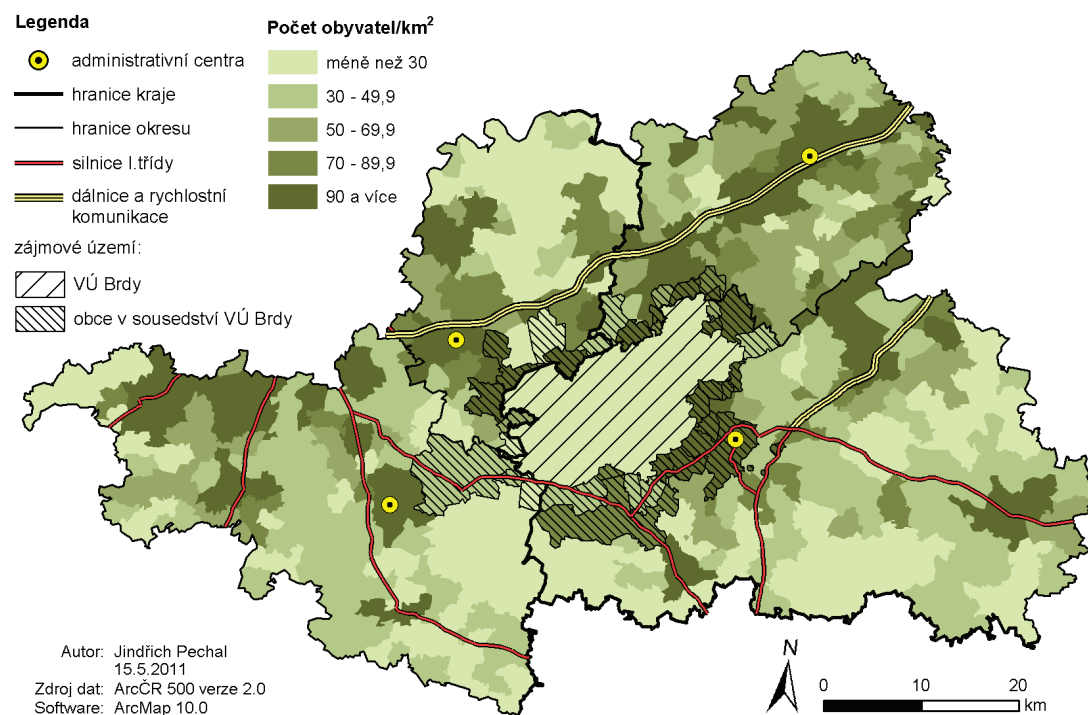 Legenda
administrativní centra
hranice kraje
hranice okresu
silnice I.třídy
dálnice a rychlostní
komunikace
zájmové území:
VÚ Brdy
obce v sousedství VÚ Brdy
Počet obyvatel/km²
méně než 30
30 - 49,9
50 - 69,9
70 - 89,9
90 a více
Autor: Jindřich Pechal
15.5.2011
Zdroj dat: ArcČR 500 verze 2.0
Software: ArcMap 10.0
N
0 10 20
km